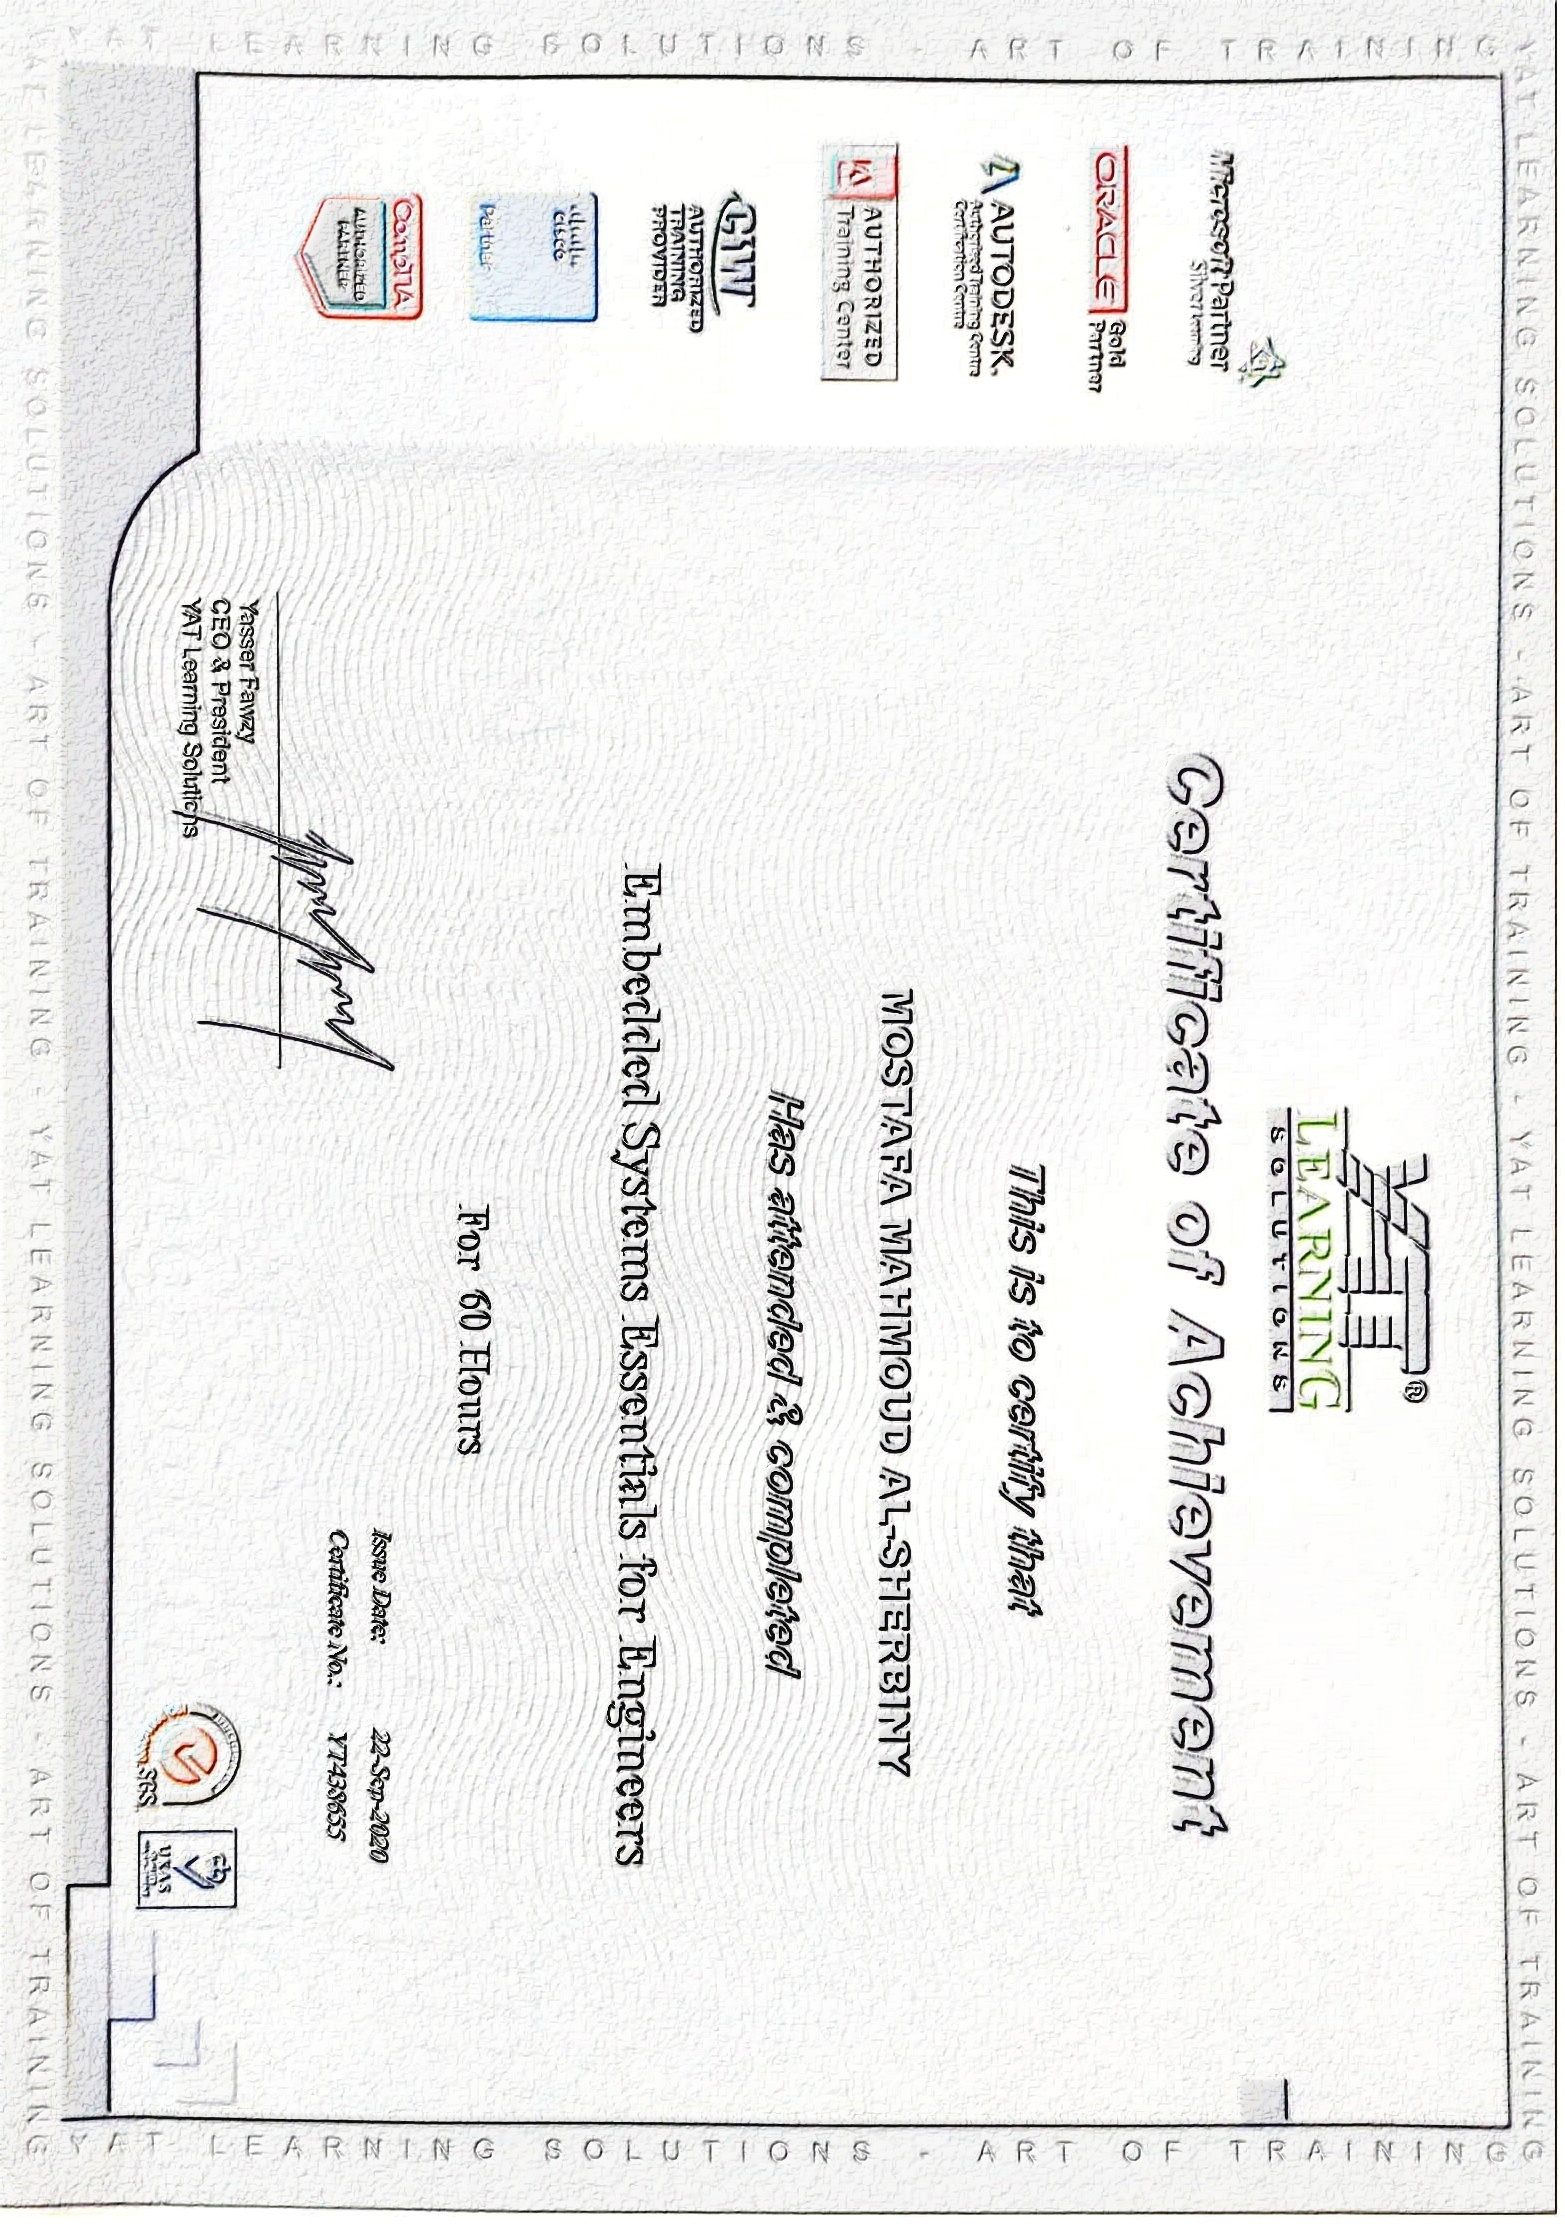 YAT LEARNING SOLUTIONS - ART OF TRAINING - YAT LEARNING SOLUTIONS - ART OF TRAINING
YAT LEARNING SOLUTIONS - ART OF TRAINING
YAT
LEARNING
SOLUTIONS
®
Certificate of Achievement
This is to certify that
MOSTAFA MAHMOUD AL-SHERBINY
Has attended & completed
Embedded Systems Essentials for Engineers
For 60 Hours
Issue Date: 22-Sep-2020
Certificate No.: YT438655
Yasser Fawzy
CEO & President
YAT Learning Solutions
Microsoft Partner
Silver Learning
ORACLE Gold
Partner
AUTODESK.
Authorised Training Centre
Certification Centre
AUTHORIZED
Training Center
CIW
AUTHORIZED
TRAINING
PROVIDER
CISCO
Partner
CompTIA
AUTHORIZED
PARTNER
SGS
UKAS
YAT LEARNING SOLUTIONS - ART OF TRAINING
YAT LEARNING SOLUTIONS - ART OF TRAINING - YAT LEARNING SOLUTIONS - ART OF TRAINING